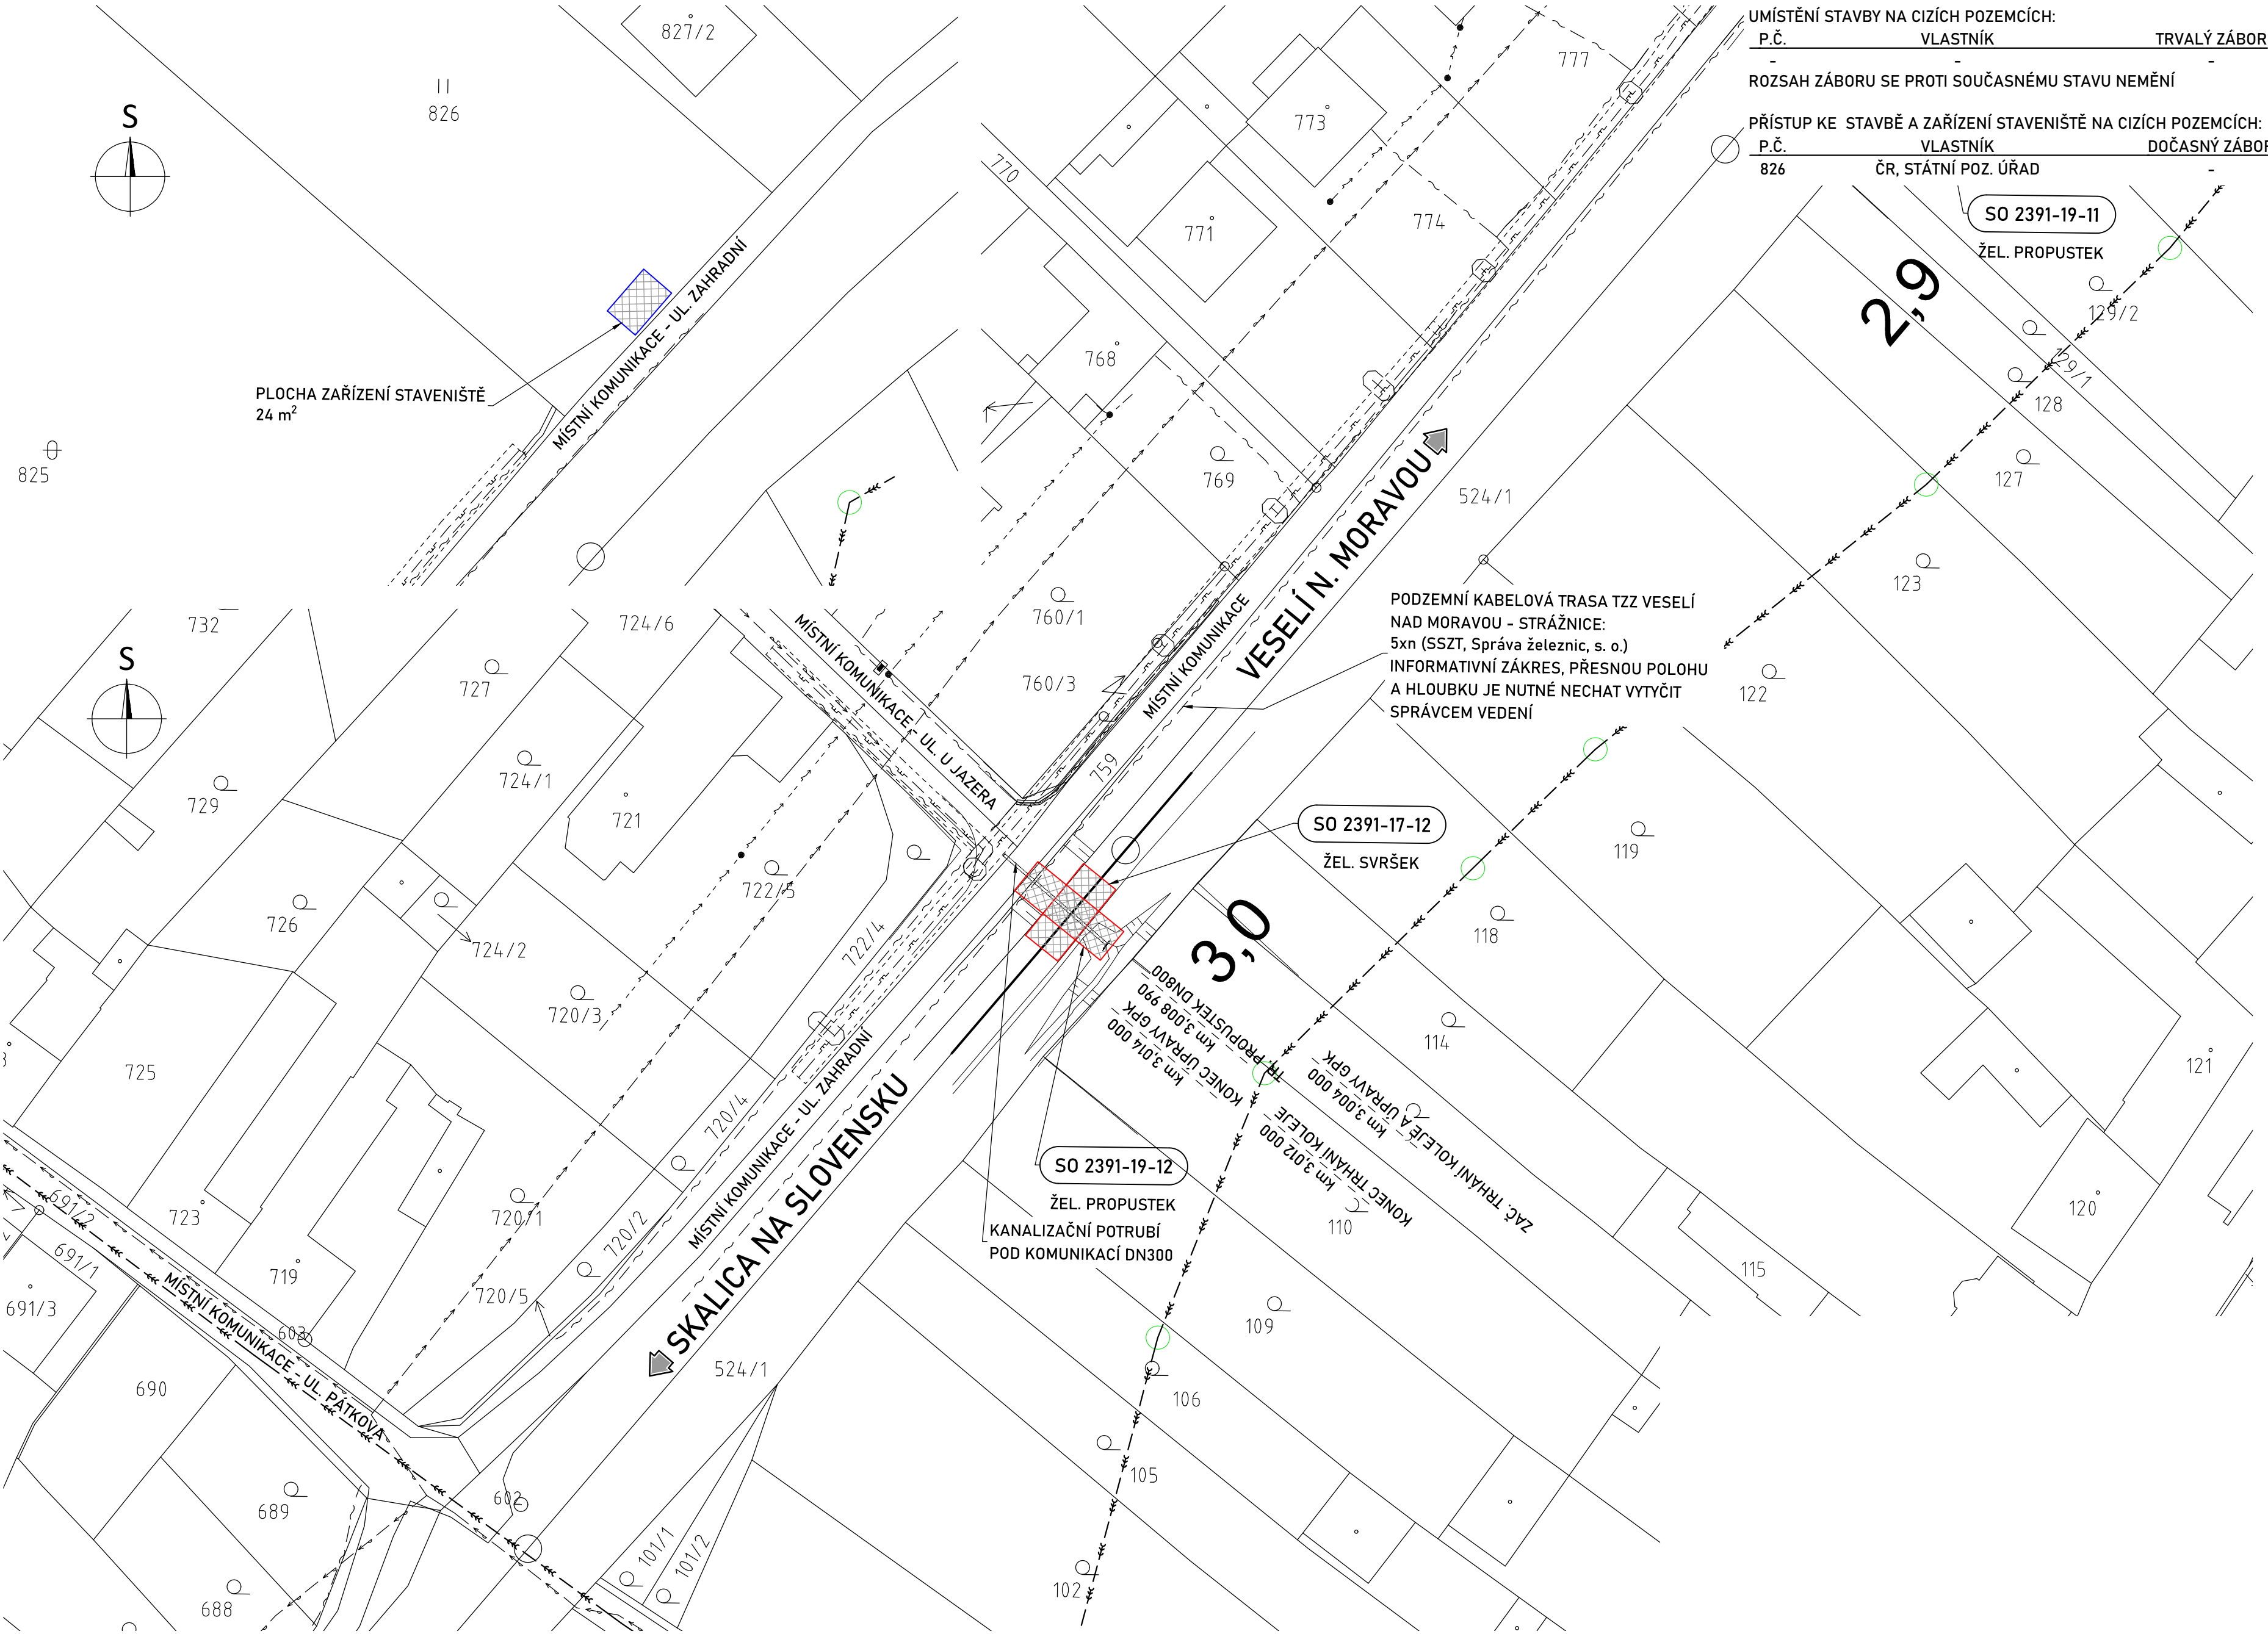 UMÍSTĚNÍ STAVBY NA CIZÍCH POZEMCÍCH:
P.Č. VLASTNÍK TRVALÝ ZÁBOR
- - -
ROZSAH ZÁBORU SE PROTI SOUČASNÉMU STAVU NEMĚNÍ
PŘÍSTUP KE STAVBĚ A ZAŘÍZENÍ STAVENIŠTĚ NA CIZÍCH POZEMCÍCH:
P.Č. VLASTNÍK DOČASNÝ ZÁBOR
826 ČR, STÁTNÍ POZ. ÚŘAD -
SO 2391-19-11
ŽEL. PROPUSTEK
827/2
826
S
825
PLOCHA ZAŘÍZENÍ STAVENIŠTĚ
24 m²
MÍSTNÍ KOMUNIKACE - UL. ZAHRADNÍ
777
773
770
771
774
768
769
760/1
760/3
2,9
129/2
129/1
128
127
123
122
524/1
VESELÍ N. MORAVOU
MÍSTNÍ KOMUNIKACE
759
PODZEMNÍ KABELOVÁ TRASA TZZ VESELÍ
NAD MORAVOU - STRÁŽNICE:
5xn (SSZT, Správa železnic, s. o.)
INFORMATIVNÍ ZÁKRES, PŘESNOU POLOHU
A HLOUBKU JE NUTNÉ NECHAT VYTYČIT
SPRÁVCEM VEDENÍ
MÍSTNÍ KOMUNIKACE - UL. U JAZERA
732
724/6
S
727
729
724/1
721
722/5
726
724/2
720/3
722/4
725
720/4
SO 2391-17-12
ŽEL. SVRŠEK
3,0
119
118
114
121
120
115
110
109
106
105
102
TR. PROPUSTEK DN800
km 3,008 990
KONEC ÚPRAVY GPK
km 3,014 000
ZAČ. TRHÁNÍ KOLEJE A ÚPRAVY GPK
km 3,004 000
KONEC TRHÁNÍ KOLEJE
km 3,012 000
SO 2391-19-12
ŽEL. PROPUSTEK
KANALIZAČNÍ POTRUBÍ
POD KOMUNIKACÍ DN300
MÍSTNÍ KOMUNIKACE - UL. ZAHRADNÍ
SKALICA NA SLOVENSKU
524/1
720/1
720/2
720/5
723
719
691/2
691/1
691/3
MÍSTNÍ KOMUNIKACE - UL. PÁTKOVA
603
690
689
688
602
101/1
101/2